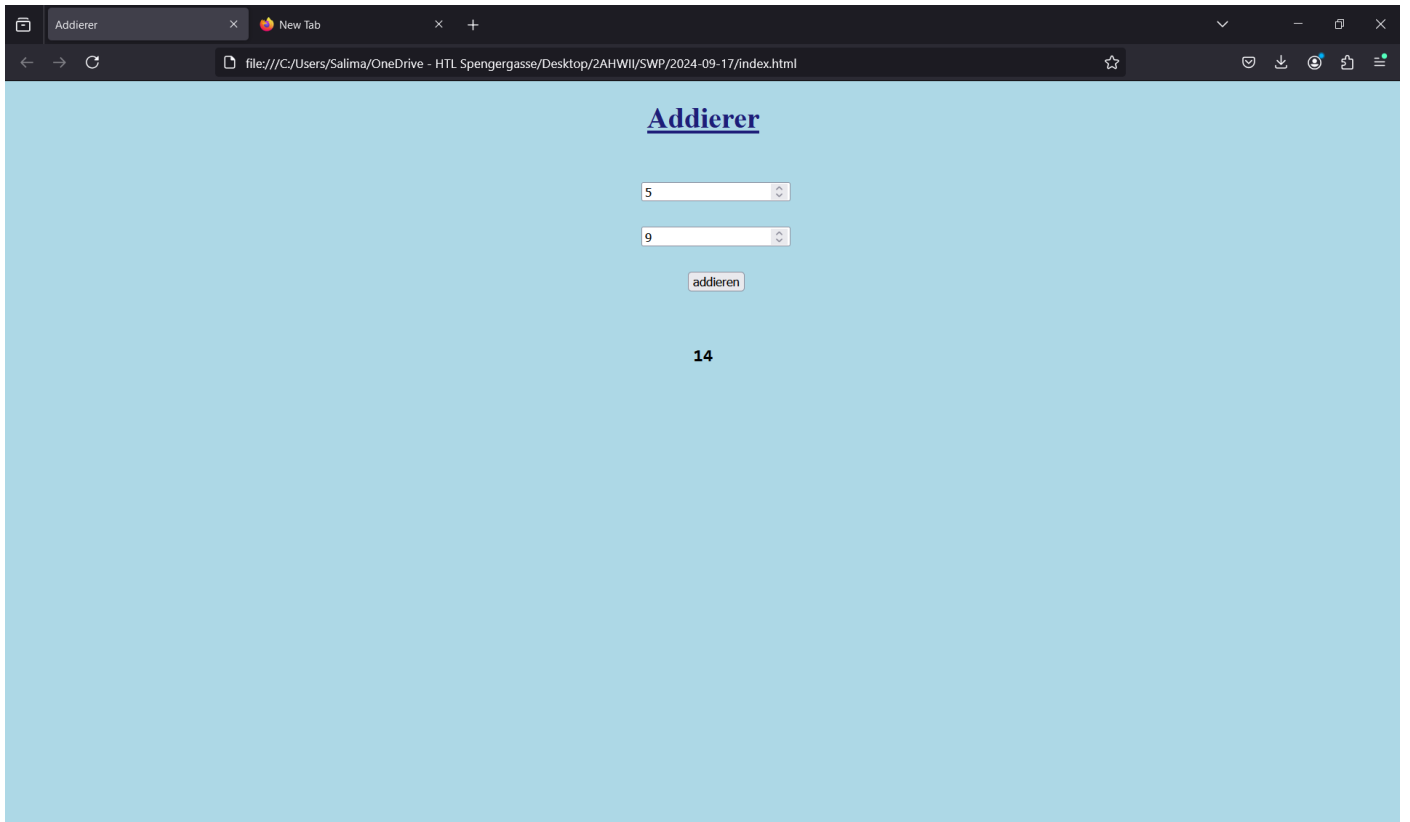 Addierer
New Tab
file:///C:/Users/Salima/OneDrive - HTL Spengergasse/Desktop/2AHWII/SWP/2024-09-17/index.html
Addierer
5
9
addieren
14